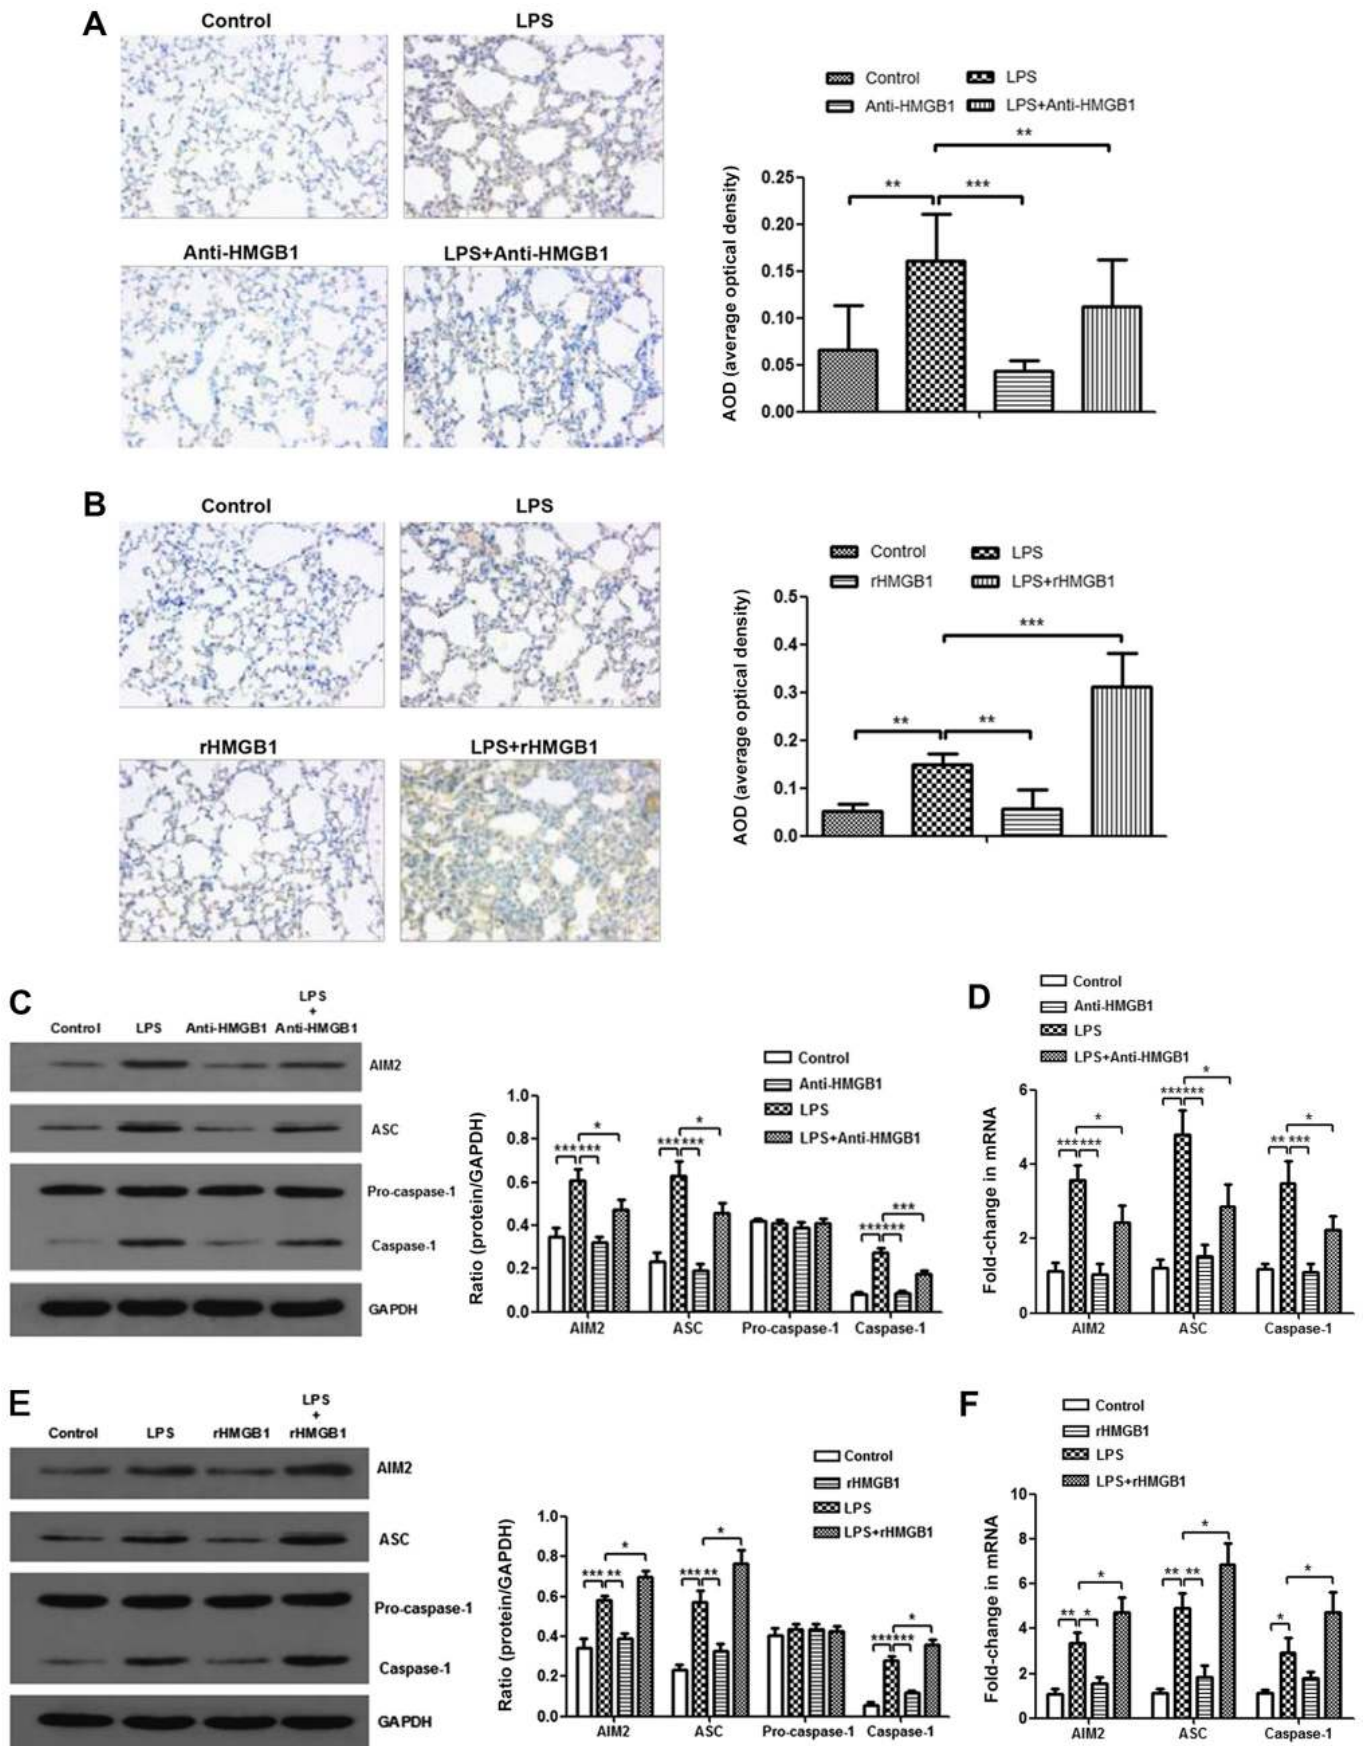 A
Control
LPS
Anti-HMGB1
LPS+Anti-HMGB1
Control
LPS
Anti-HMGB1
LPS+Anti-HMGB1
**
**
***
AOD (average optical density)
0.25
0.20
0.15
0.10
0.05
0.00
B
Control
LPS
rHMGB1
LPS+rHMGB1
Control
LPS
rHMGB1
LPS+rHMGB1
***
**
**
AOD (average optical density)
0.5
0.4
0.3
0.2
0.1
0.0
C
Control
LPS
Anti-HMGB1
LPS
+
Anti-HMGB1
AIM2
ASC
Pro-caspase-1
Caspase-1
GAPDH
Control
Anti-HMGB1
LPS
LPS+Anti-HMGB1
Ratio (protein/GAPDH)
1.0
0.8
0.6
0.4
0.2
0.0
*
******
*
******
***
******
AIM2
ASC
Pro-caspase-1
Caspase-1
D
Control
Anti-HMGB1
LPS
LPS+Anti-HMGB1
Fold-change in mRNA
6
4
2
0
*
******
*
******
*
** ***
AIM2
ASC
Caspase-1
E
Control
LPS
rHMGB1
LPS
+
rHMGB1
AIM2
ASC
Pro-caspase-1
Caspase-1
GAPDH
Control
rHMGB1
LPS
LPS+rHMGB1
Ratio (protein/GAPDH)
1.0
0.8
0.6
0.4
0.2
0.0
*
*** **
*
*** **
*
******
AIM2
ASC
Pro-caspase-1
Caspase-1
F
Control
rHMGB1
LPS
LPS+rHMGB1
Fold-change in mRNA
10
8
6
4
2
0
*
** *
*
** **
*
*
AIM2
ASC
Caspase-1